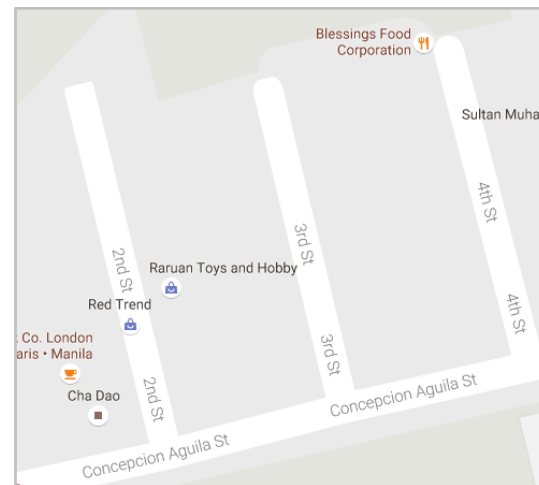 Blessings Food
Corporation
Sultan Muha
4th St
3rd St
2nd St
Raruan Toys and Hobby
Red Trend
4th St
Co. London
aris • Manila
3rd St
Cha Dao
2nd St
Concepcion Aguila St
Concepcion Aguila St